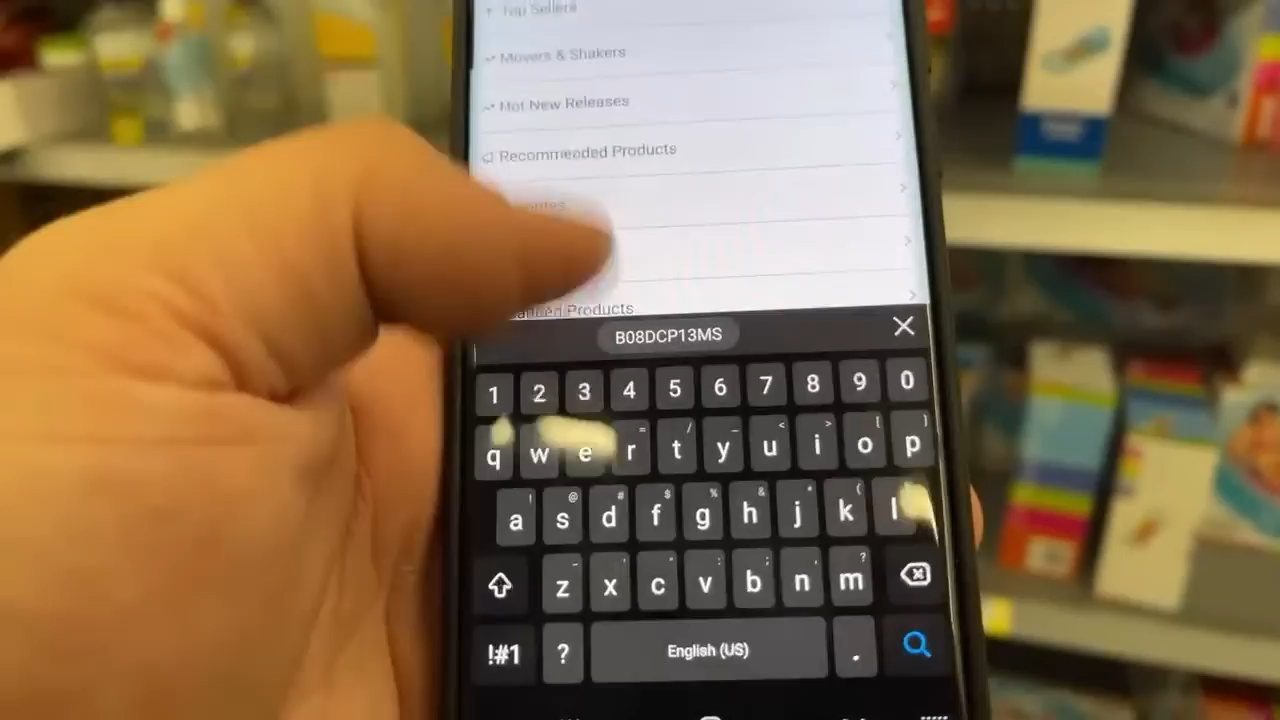 Top Sellers
Movers & Shakers
Hot New Releases
Recommended Products
Products
B08DCP13MS
1 2 3 4 5 6 7 8 9 0
q w e r t y u i o p
a s d f g h j k l
z x c v b n m
!#1 ? English (US) .